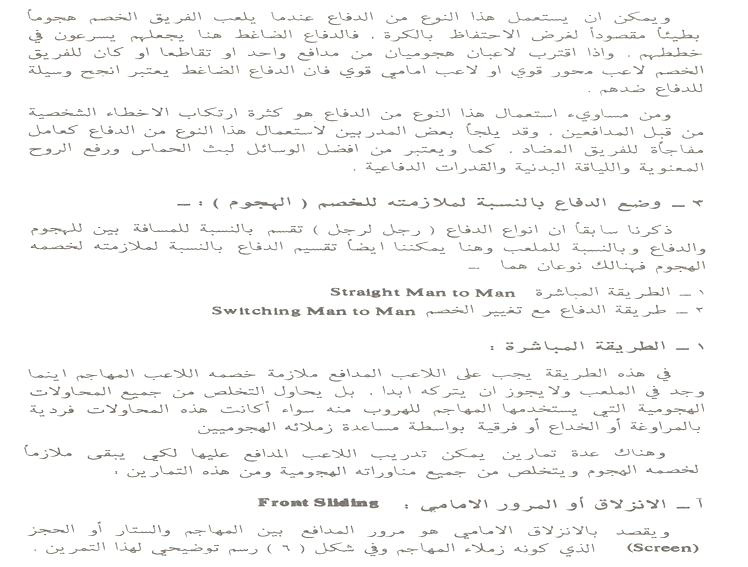 ويمكن ان يستعمل هذا النوع من الدفاع عندما يلعب الفريق الخصم هجوماً
بطيئاً مقصوداً لغرض الاحتفاظ بالكرة . فالدفاع الضاغط هنا يجعلهم يسرعون في
خططهم . واذا اقترب لاعبان هجوميان من مدافع واحد او تقاطعا او كان للفريق
الخصم لاعب محور قوي او لاعب امامي قوي فان الدفاع الضاغط يعتبر انجح وسيلة
للدفاع ضدهم .
ومن مساويء استعمال هذا النوع من الدفاع هو كثرة ارتكاب الاخطاء الشخصية
من قبل المدافعين . وقد يلجأ بعض المدربين لاستعمال هذا النوع من الدفاع كعامل
مفاجأة للفريق المضاد . كما ويعتبر من افضل الوسائل لبث الحماس ورفع الروح
المعنوية واللياقة البدنية والقدرات الدفاعية .
٣ ــ وضع الدفاع بالنسبة لملازمته للخصم ( الهجوم ) : ــ
ذكرنا سابقاً ان انواع الدفاع ( رجل لرجل ) تقسم بالنسبة للمسافة بين للهجوم
والدفاع وبالنسبة للملعب وهنا يمكننا ايضاً تقسيم الدفاع بالنسبة لملازمته لخصمه
الهجوم فهنالك نوعان هما ــ
١ ــ الطريقة المباشرة Straight Man to Man
٢ ــ طريقة الدفاع مع تغيير الخصم Switching Man to Man
١ ــ الطريقة المباشرة :
في هذه الطريقة يجب على اللاعب المدافع ملازمة خصمه اللاعب المهاجم اينما
وجد في الملعب ولايجوز ان يتركه ابدا . بل يحاول التخلص من جميع المحاولات
الهجومية التي يستخدمها المهاجم للهروب منه سواء أكانت هذه المحاولات فردية
بالمراوغة أو الخداع أو فرقية بواسطة مساعدة زملائه الهجوميين
وهناك عدة تمارين يمكن تدريب اللاعب المدافع عليها لكي يبقى ملازماً
لخصمه الهجوم ويتخلص من جميع مناوراته الهجومية ومن هذه التمارين :
آ ــ الانزلاق أو المرور الامامي : Front Sliding
ويقصد بالانزلاق الامامي هو مرور المدافع بين المهاجم والستار أو الحجز
(Screen) الذي كونه زملاء المهاجم وفي شكل ( ٦ ) رسم توضيحي لهذا التمرين .